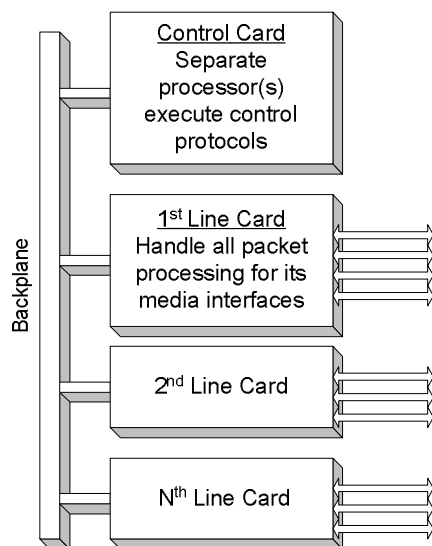 Control Card
Separate
processor(s)
execute control
protocols
1st Line Card
Handle all packet
processing for its
media interfaces
Backplane
2nd Line Card
Nth Line Card